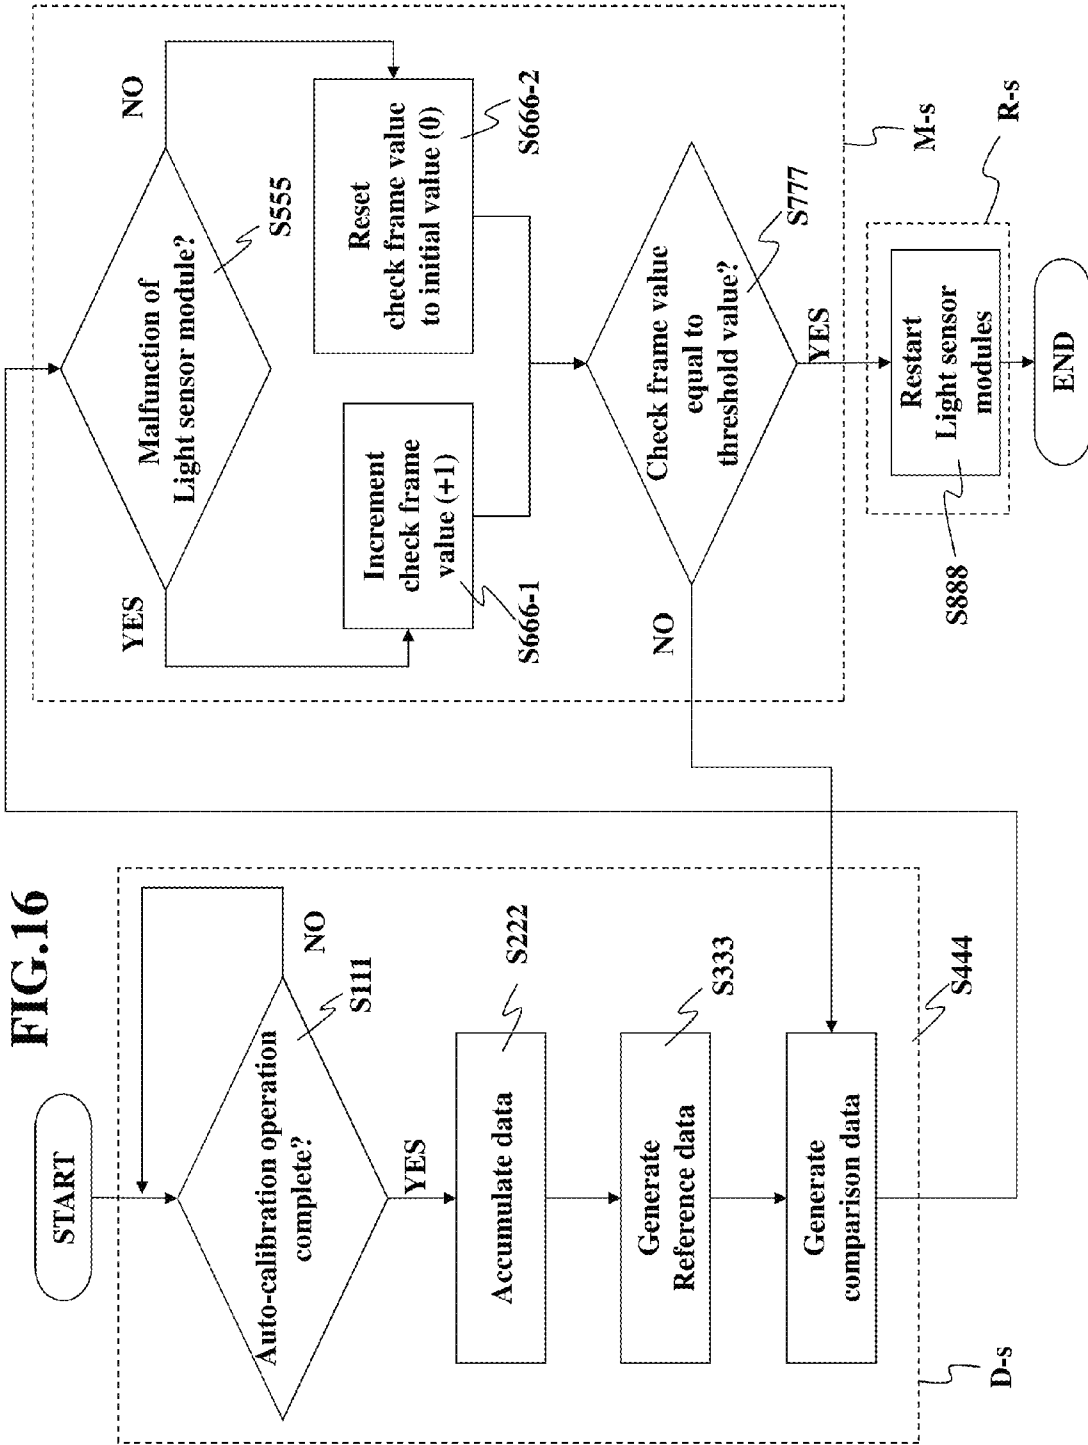 FIG.16
START
Auto-calibration operation
complete?
NO
S111
YES
Accumulate data
S222
Generate
Reference data
S333
Generate
comparison data
S444
D-s
Malfunction of
Light sensor module?
S555
YES
NO
Increment
check frame
value (+1)
S666-1
Reset
check frame value
to initial value (0)
S666-2
Check frame value
equal to
threshold value?
S777
NO
YES
M-s
Restart
Light sensor
modules
S888
R-s
END